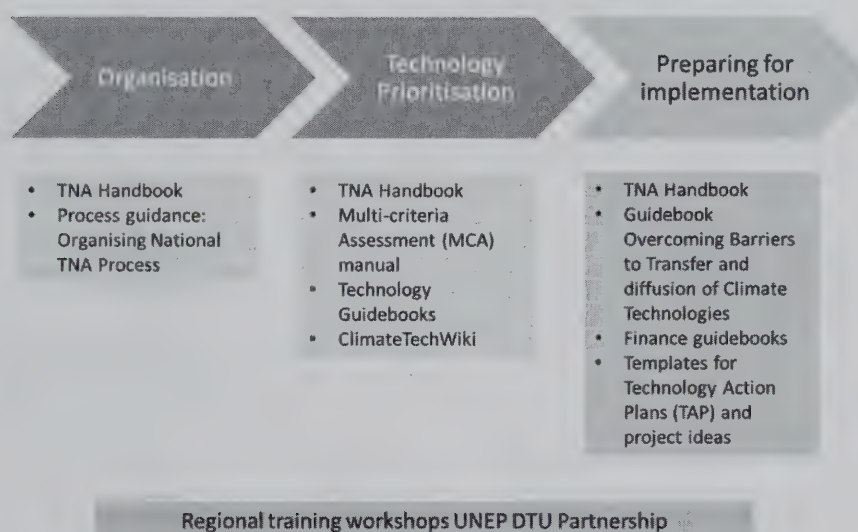 Organisation
Technology
Prioritisation
Preparing for
implementation
• TNA Handbook
• Process guidance:
Organising National
TNA Process
• TNA Handbook
• Multi-criteria
Assessment (MCA)
manual
• Technology
Guidebooks
• ClimateTechWiki
• TNA Handbook
• Guidebook
Overcoming Barriers
to Transfer and
diffusion of Climate
Technologies
• Finance guidebooks
• Templates for
Technology Action
Plans (TAP) and
project ideas
Regional training workshops UNEP DTU Partnership